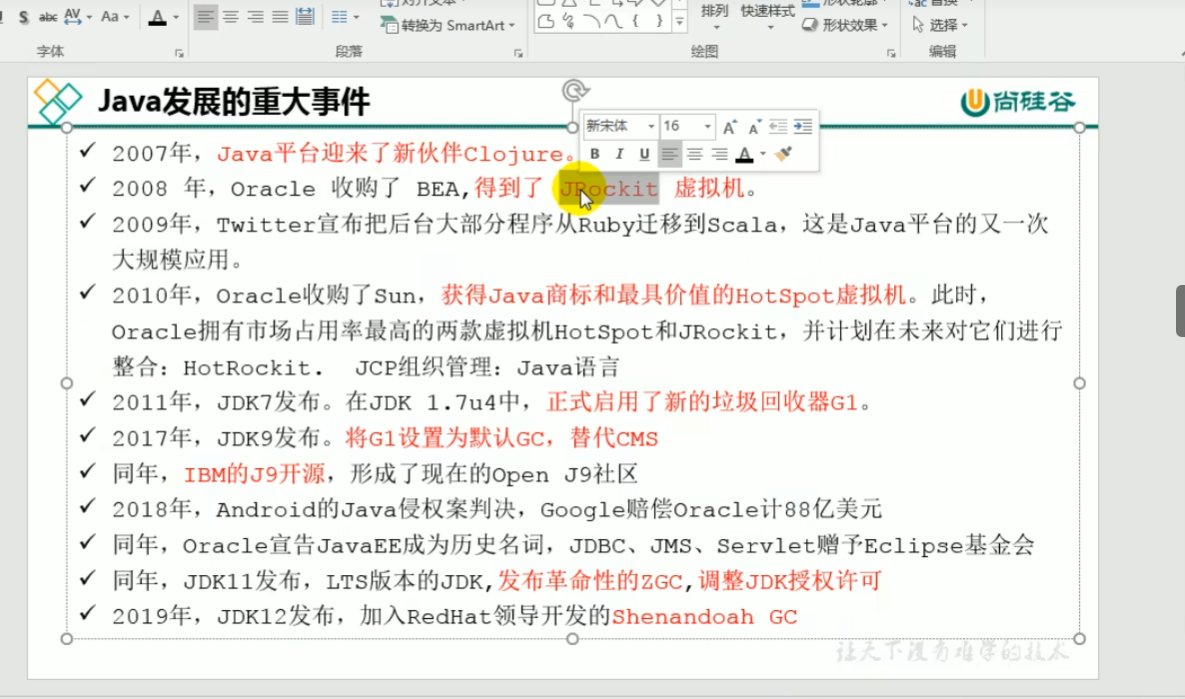 abc AV Aa A
转换为 SmartArt
排列 快速样式
形状效果
选择
字体 段落 绘图 编辑
Java发展的重大事件
尚硅谷
新宋体 16 A A
B I U A
✓ 2007年，Java平台迎来了新伙伴Clojure。
✓ 2008 年，Oracle 收购了 BEA,得到了 JRockit 虚拟机。
✓ 2009年，Twitter宣布把后台大部分程序从Ruby迁移到Scala，这是Java平台的又一次
大规模应用。
✓ 2010年，Oracle收购了Sun，获得Java商标和最具价值的HotSpot虚拟机。此时，
Oracle拥有市场占用率最高的两款虚拟机HotSpot和JRockit，并计划在未来对它们进行
整合：HotRockit. JCP组织管理：Java语言
✓ 2011年，JDK7发布。在JDK 1.7u4中，正式启用了新的垃圾回收器G1。
✓ 2017年，JDK9发布。将G1设置为默认GC，替代CMS
✓ 同年，IBM的J9开源，形成了现在的Open J9社区
✓ 2018年，Android的Java侵权案判决，Google赔偿Oracle计88亿美元
✓ 同年，Oracle宣告JavaEE成为历史名词，JDBC、JMS、Servlet赠予Eclipse基金会
✓ 同年，JDK11发布，LTS版本的JDK,发布革命性的ZGC,调整JDK授权许可
✓ 2019年，JDK12发布，加入RedHat领导开发的Shenandoah GC
让天下没有难学的技术